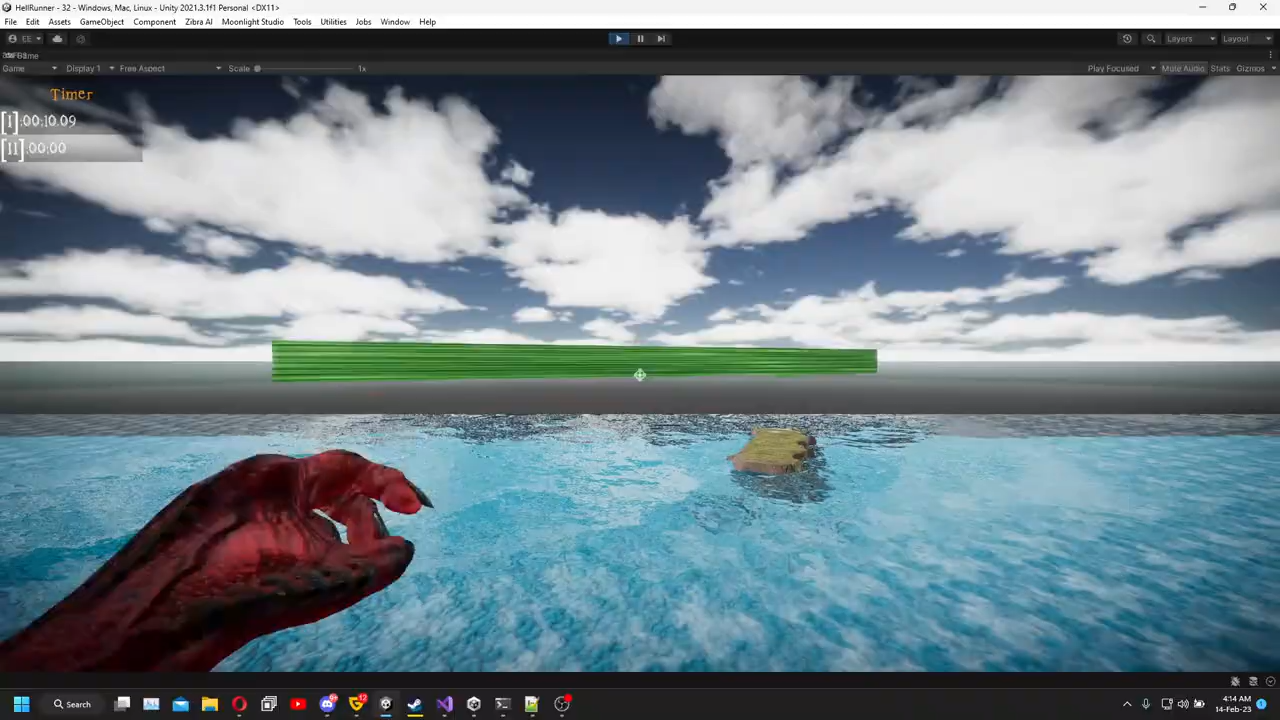 HellRunner - 32 - Windows, Mac, Linux - Unity 2021.3.1f1 Personal <DX11>
File Edit Assets GameObject Component Zibra AI Moonlight Studio Tools Utilities Jobs Window Help
EE Layers Layout
Game
Game Display 1 Free Aspect Scale 1x Play Focused Mute Audio Stats Gizmos
Timer
[I]:00:10.09
[II]:00:00
Search
4:14 AM
14-Feb-23